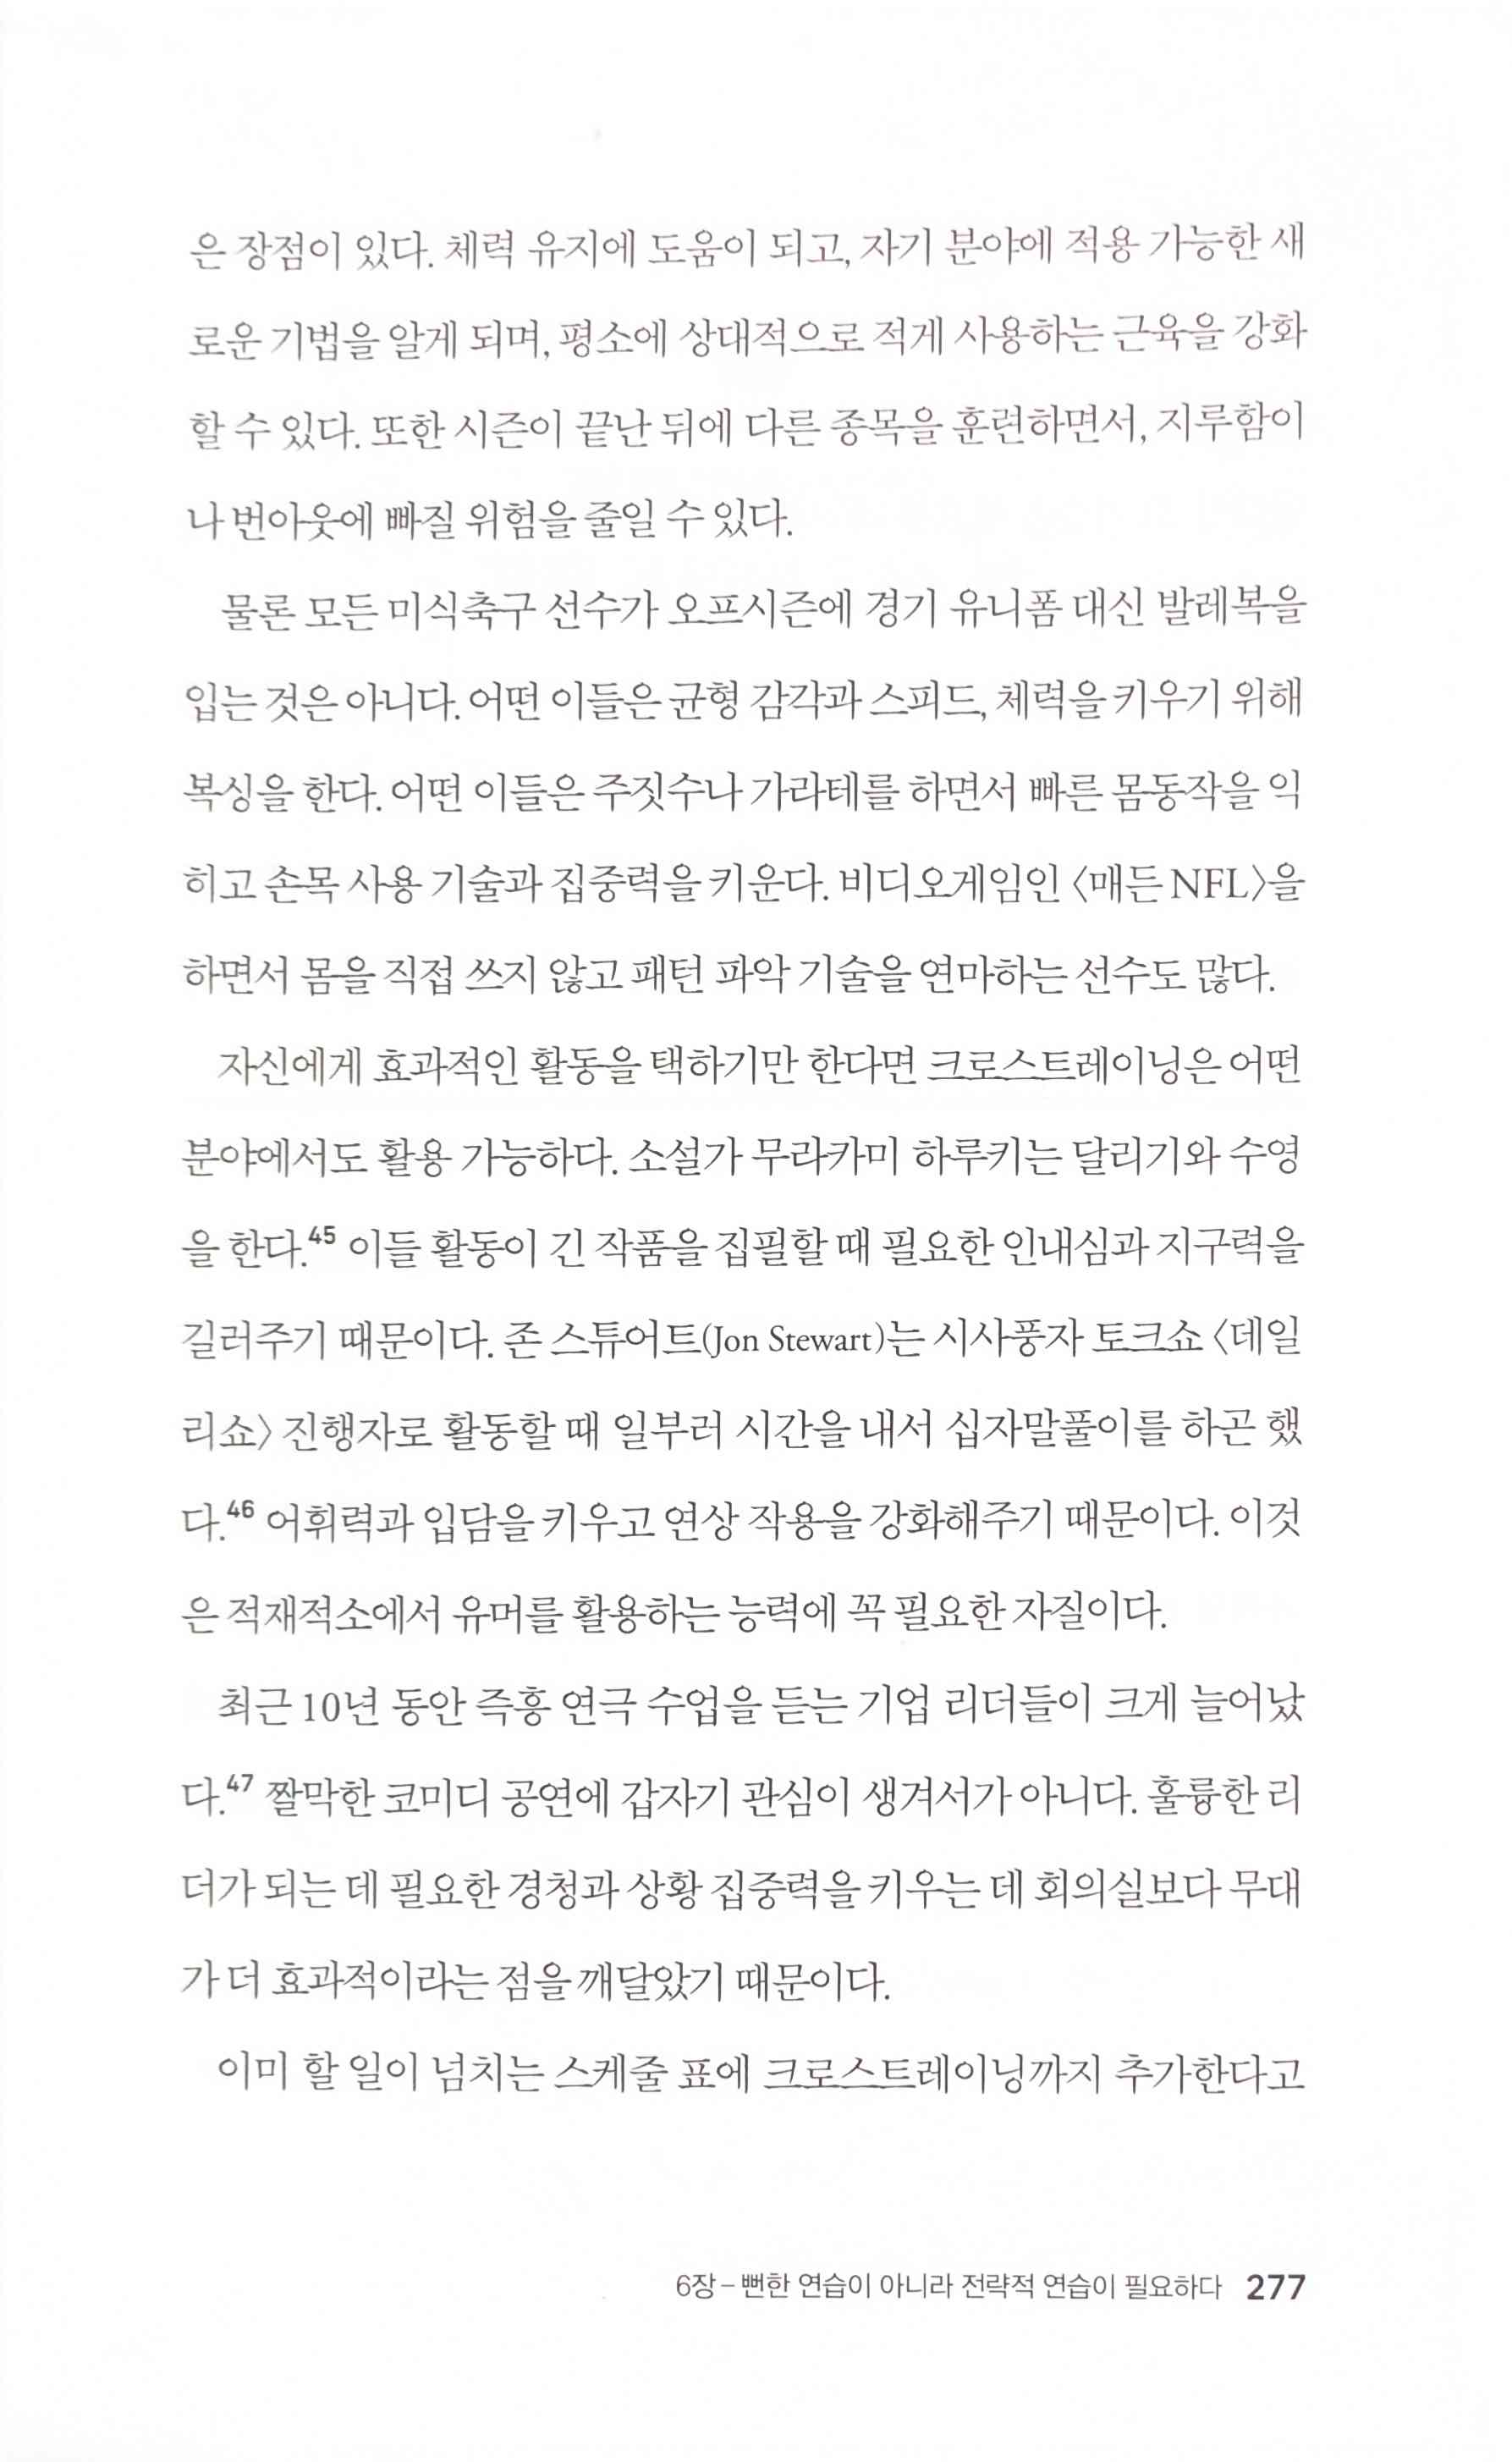 은 장점이 있다. 체력 유지에 도움이 되고, 자기 분야에 적용 가능한 새
로운 기법을 알게 되며, 평소에 상대적으로 적게 사용하는 근육을 강화
할 수 있다. 또한 시즌이 끝난 뒤에 다른 종목을 훈련하면서, 지루함이
나 번아웃에 빠질 위험을 줄일 수 있다.
물론 모든 미식축구 선수가 오프시즌에 경기 유니폼 대신 발레복을
입는 것은 아니다. 어떤 이들은 균형 감각과 스피드, 체력을 키우기 위해
복싱을 한다. 어떤 이들은 주짓수나 가라테를 하면서 빠른 몸동작을 익
히고 손목 사용 기술과 집중력을 키운다. 비디오게임인 〈매든 NFL〉을
하면서 몸을 직접 쓰지 않고 패턴 파악 기술을 연마하는 선수도 많다.
자신에게 효과적인 활동을 택하기만 한다면 크로스트레이닝은 어떤
분야에서도 활용 가능하다. 소설가 무라카미 하루키는 달리기와 수영
을 한다.45 이들 활동이 긴 작품을 집필할 때 필요한 인내심과 지구력을
길러주기 때문이다. 존 스튜어트(Jon Stewart)는 시사풍자 토크쇼 〈데일
리쇼〉 진행자로 활동할 때 일부러 시간을 내서 십자말풀이를 하곤 했
다.46 어휘력과 입담을 키우고 연상 작용을 강화해주기 때문이다. 이것
은 적재적소에서 유머를 활용하는 능력에 꼭 필요한 자질이다.
최근 10년 동안 즉흥 연극 수업을 듣는 기업 리더들이 크게 늘어났
다.47 짤막한 코미디 공연에 갑자기 관심이 생겨서가 아니다. 훌륭한 리
더가 되는 데 필요한 경청과 상황 집중력을 키우는 데 회의실보다 무대
가 더 효과적이라는 점을 깨달았기 때문이다.
이미 할 일이 넘치는 스케줄 표에 크로스트레이닝까지 추가한다고
6장 – 뻔한 연습이 아니라 전략적 연습이 필요하다 277